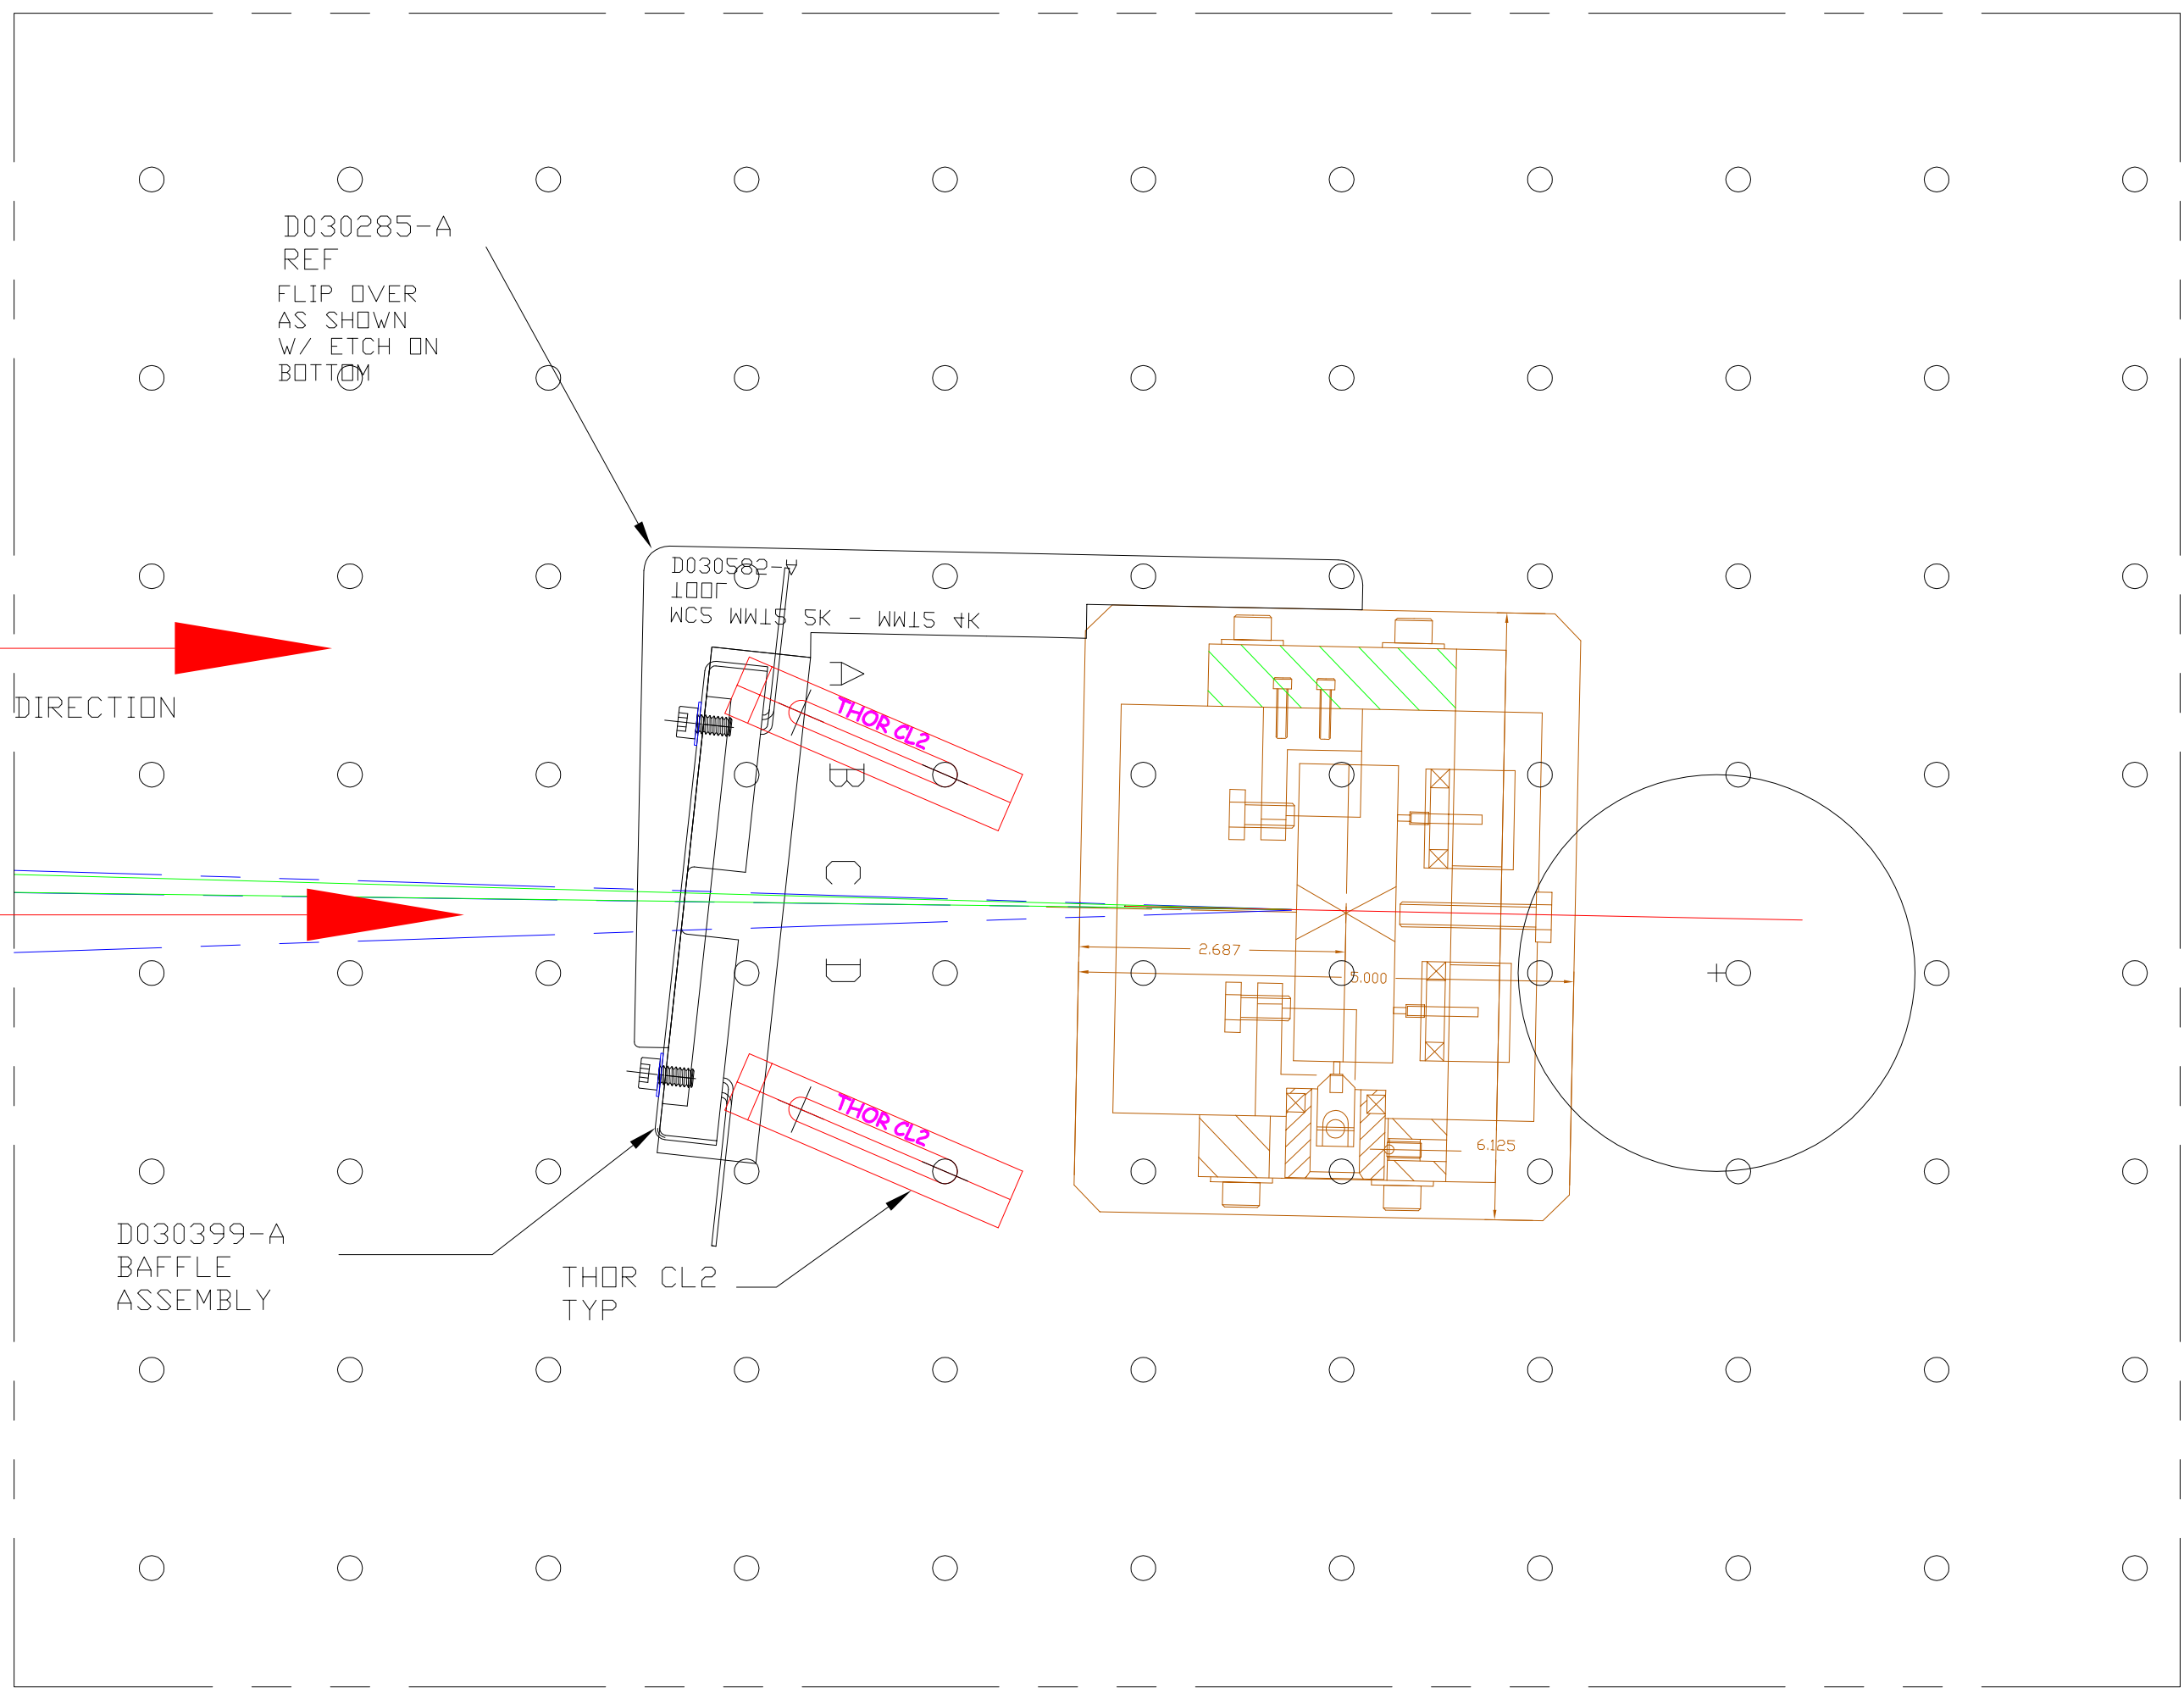 D030285-A
REF
FLIP OVER
AS SHOWN
W/ ETCH ON
BOTTOM
D030285-A
TOOL
MC2 MMT2 2K - MMT2 4K
DIRECTION
A
THOR CL2
B
C
2.687
D
5.000
THOR CL2
6.125
D030399-A
BAFFLE
ASSEMBLY
THOR CL2
TYP